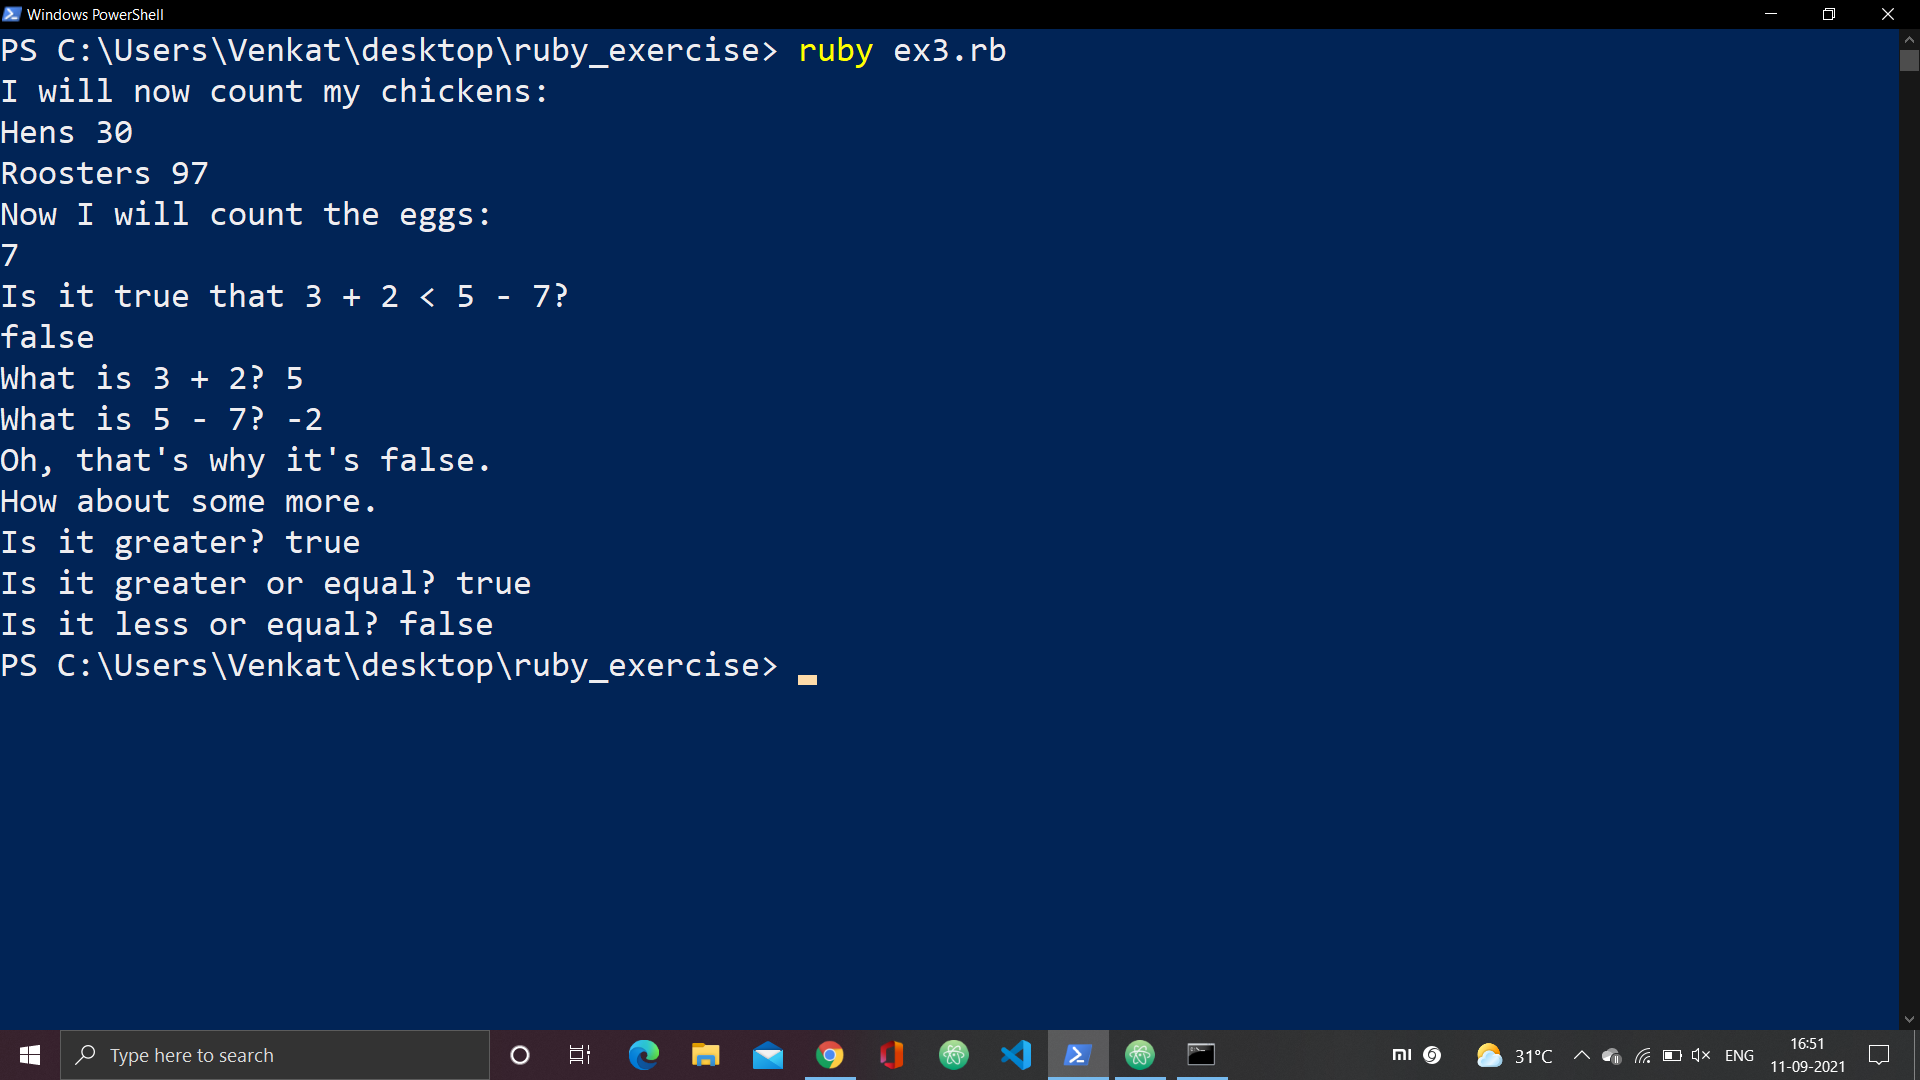 Windows PowerShell
PS C:\Users\Venkat\desktop\ruby_exercise> ruby ex3.rb
I will now count my chickens:
Hens 30
Roosters 97
Now I will count the eggs:
7
Is it true that 3 + 2 < 5 - 7?
false
What is 3 + 2? 5
What is 5 - 7? -2
Oh, that's why it's false.
How about some more.
Is it greater? true
Is it greater or equal? true
Is it less or equal? false
PS C:\Users\Venkat\desktop\ruby_exercise>
Type here to search
31°C
ENG
16:51
11-09-2021